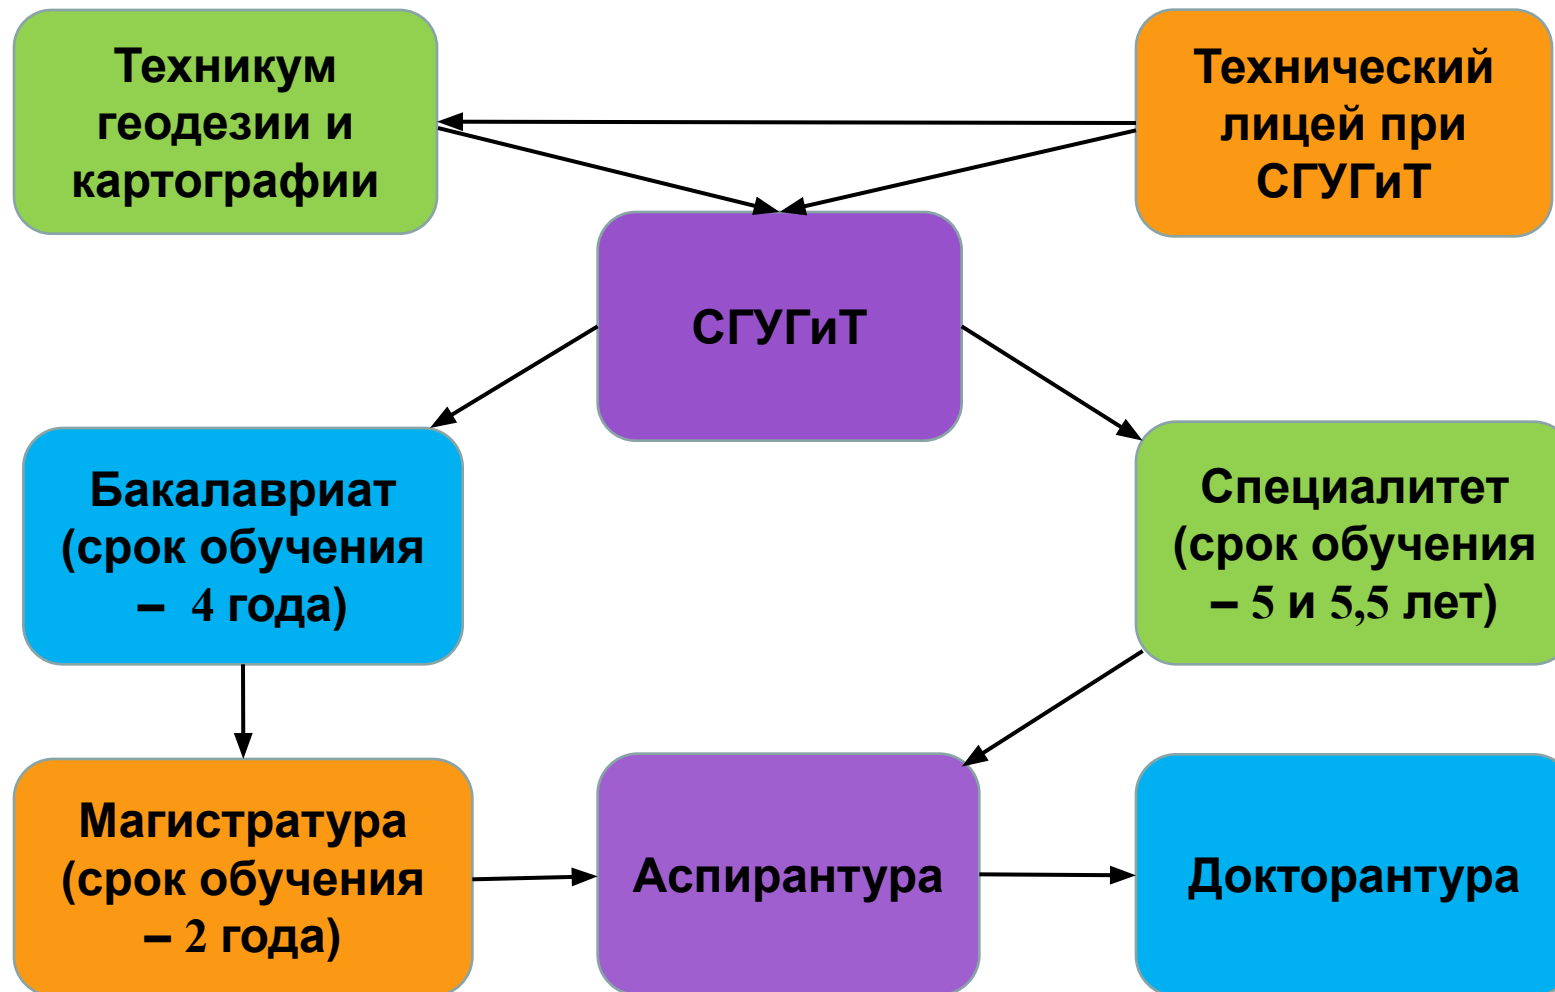 Техникум
геодезии и
картографии
Технический
лицей при
СГУГиТ
СГУГиТ
Бакалавриат
(срок обучения
– 4 года)
Специалитет
(срок обучения
– 5 и 5,5 лет)
Магистратура
(срок обучения
– 2 года)
Аспирантура
Докторантура